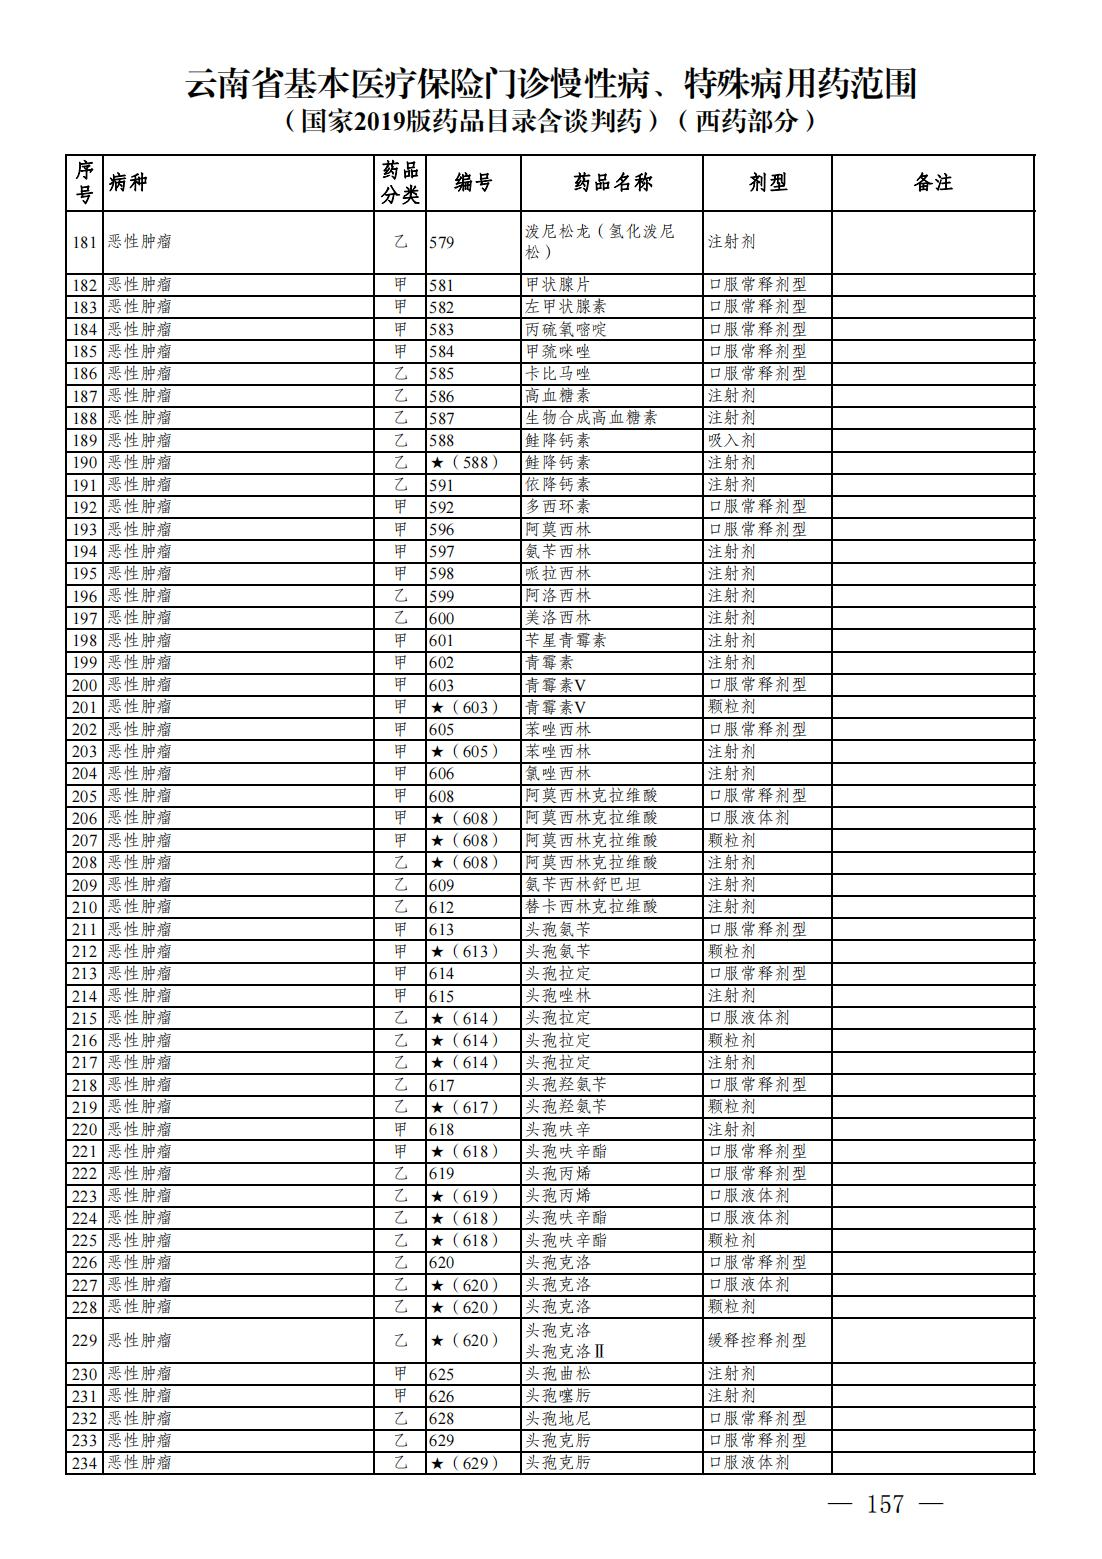 云南省基本医疗保险门诊慢性病、特殊病用药范围
（国家2019版药品目录含谈判药）（西药部分）
序号 病种 药品分类 编号 药品名称 剂型 备注
181 恶性肿瘤 乙 579 泼尼松龙（氢化泼尼松） 注射剂
182 恶性肿瘤 甲 581 甲状腺片 口服常释剂型
183 恶性肿瘤 甲 582 左甲状腺素 口服常释剂型
184 恶性肿瘤 甲 583 丙硫氧嘧啶 口服常释剂型
185 恶性肿瘤 甲 584 甲巯咪唑 口服常释剂型
186 恶性肿瘤 乙 585 卡比马唑 口服常释剂型
187 恶性肿瘤 乙 586 高血糖素 注射剂
188 恶性肿瘤 乙 587 生物合成高血糖素 注射剂
189 恶性肿瘤 乙 588 鲑降钙素 吸入剂
190 恶性肿瘤 乙 ★（588） 鲑降钙素 注射剂
191 恶性肿瘤 乙 591 依降钙素 注射剂
192 恶性肿瘤 甲 592 多西环素 口服常释剂型
193 恶性肿瘤 甲 596 阿莫西林 口服常释剂型
194 恶性肿瘤 甲 597 氨苄西林 注射剂
195 恶性肿瘤 甲 598 哌拉西林 注射剂
196 恶性肿瘤 乙 599 阿洛西林 注射剂
197 恶性肿瘤 乙 600 美洛西林 注射剂
198 恶性肿瘤 甲 601 苄星青霉素 注射剂
199 恶性肿瘤 甲 602 青霉素 注射剂
200 恶性肿瘤 甲 603 青霉素V 口服常释剂型
201 恶性肿瘤 甲 ★（603） 青霉素V 颗粒剂
202 恶性肿瘤 甲 605 苯唑西林 口服常释剂型
203 恶性肿瘤 甲 ★（605） 苯唑西林 注射剂
204 恶性肿瘤 甲 606 氯唑西林 注射剂
205 恶性肿瘤 甲 608 阿莫西林克拉维酸 口服常释剂型
206 恶性肿瘤 甲 ★（608） 阿莫西林克拉维酸 口服液体剂
207 恶性肿瘤 甲 ★（608） 阿莫西林克拉维酸 颗粒剂
208 恶性肿瘤 乙 ★（608） 阿莫西林克拉维酸 注射剂
209 恶性肿瘤 乙 609 氨苄西林舒巴坦 注射剂
210 恶性肿瘤 乙 612 替卡西林克拉维酸 注射剂
211 恶性肿瘤 甲 613 头孢氨苄 口服常释剂型
212 恶性肿瘤 甲 ★（613） 头孢氨苄 颗粒剂
213 恶性肿瘤 甲 614 头孢拉定 口服常释剂型
214 恶性肿瘤 甲 615 头孢唑林 注射剂
215 恶性肿瘤 乙 ★（614） 头孢拉定 口服液体剂
216 恶性肿瘤 乙 ★（614） 头孢拉定 颗粒剂
217 恶性肿瘤 乙 ★（614） 头孢拉定 注射剂
218 恶性肿瘤 乙 617 头孢羟氨苄 口服常释剂型
219 恶性肿瘤 乙 ★（617） 头孢羟氨苄 颗粒剂
220 恶性肿瘤 甲 618 头孢呋辛 注射剂
221 恶性肿瘤 甲 ★（618） 头孢呋辛酯 口服常释剂型
222 恶性肿瘤 乙 619 头孢丙烯 口服常释剂型
223 恶性肿瘤 乙 ★（619） 头孢丙烯 口服液体剂
224 恶性肿瘤 乙 ★（618） 头孢呋辛酯 口服液体剂
225 恶性肿瘤 乙 ★（618） 头孢呋辛酯 颗粒剂
226 恶性肿瘤 乙 620 头孢克洛 口服常释剂型
227 恶性肿瘤 乙 ★（620） 头孢克洛 口服液体剂
228 恶性肿瘤 乙 ★（620） 头孢克洛 颗粒剂
229 恶性肿瘤 乙 ★（620） 头孢克洛 头孢克洛Ⅱ 缓释控释剂型
230 恶性肿瘤 甲 625 头孢曲松 注射剂
231 恶性肿瘤 甲 626 头孢噻肟 注射剂
232 恶性肿瘤 乙 628 头孢地尼 口服常释剂型
233 恶性肿瘤 乙 629 头孢克肟 口服常释剂型
234 恶性肿瘤 乙 ★（629） 头孢克肟 口服液体剂
— 157 —